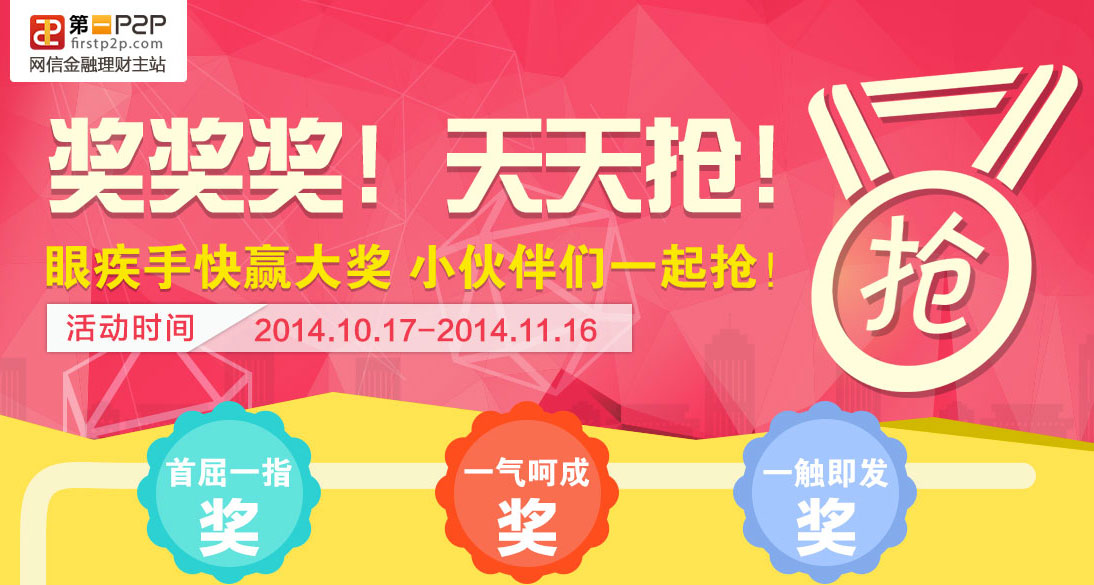 第一P2P
firstp2p.com
网信金融理财主站
奖奖奖！天天抢！
眼疾手快赢大奖 小伙伴们一起抢！
活动时间 2014.10.17-2014.11.16
抢
首屈一指
奖
一气呵成
奖
一触即发
奖